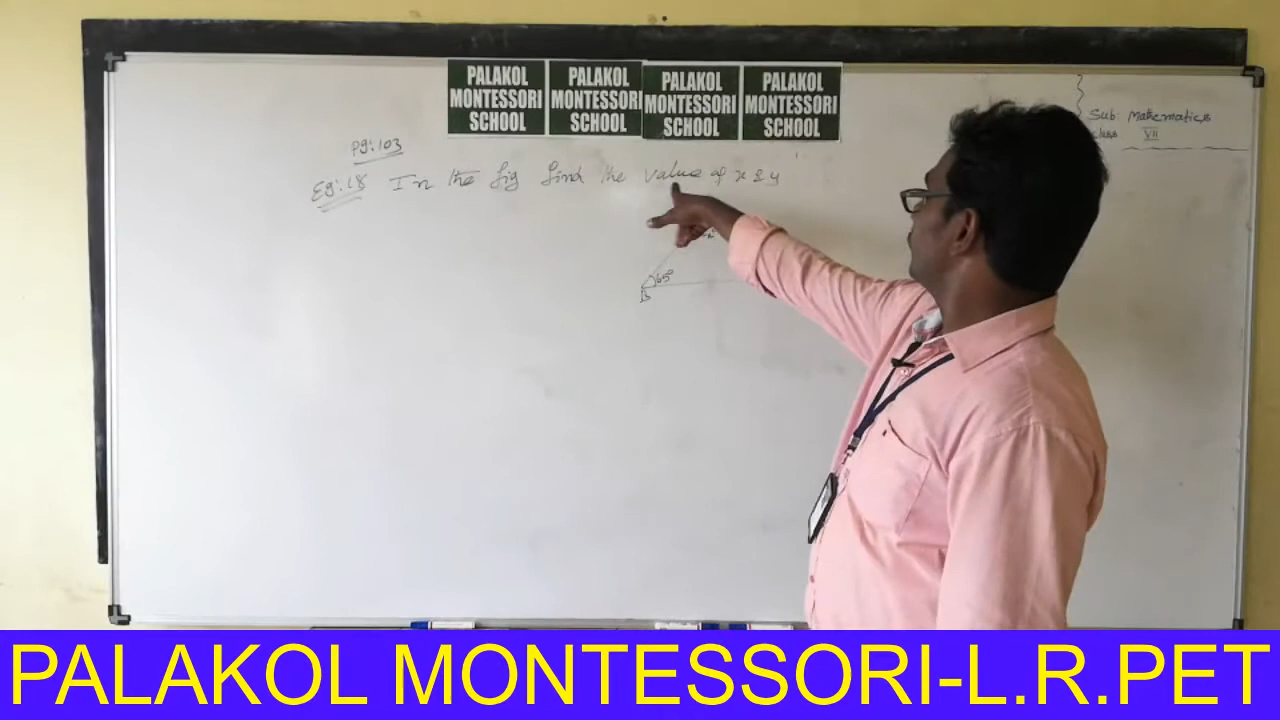 PALAKOL MONTESSORI SCHOOL
PALAKOL MONTESSORI SCHOOL
PALAKOL MONTESSORI SCHOOL
PALAKOL MONTESSORI SCHOOL
Sub Mathematics
class VII
Pg: 103
Eg: 18 In the fig find the value of x & y
x
65°
B
PALAKOL MONTESSORI-L.R.PET